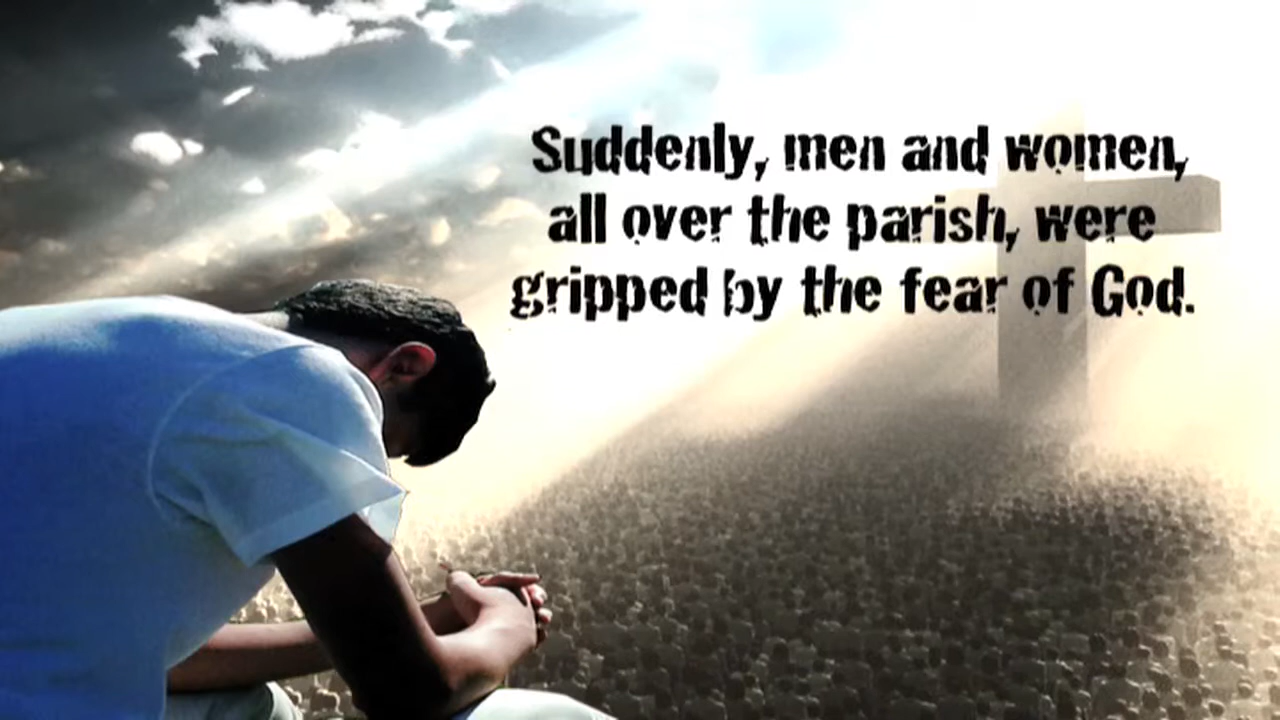 Suddenly, men and women,
all over the parish, were
gripped by the fear of God.